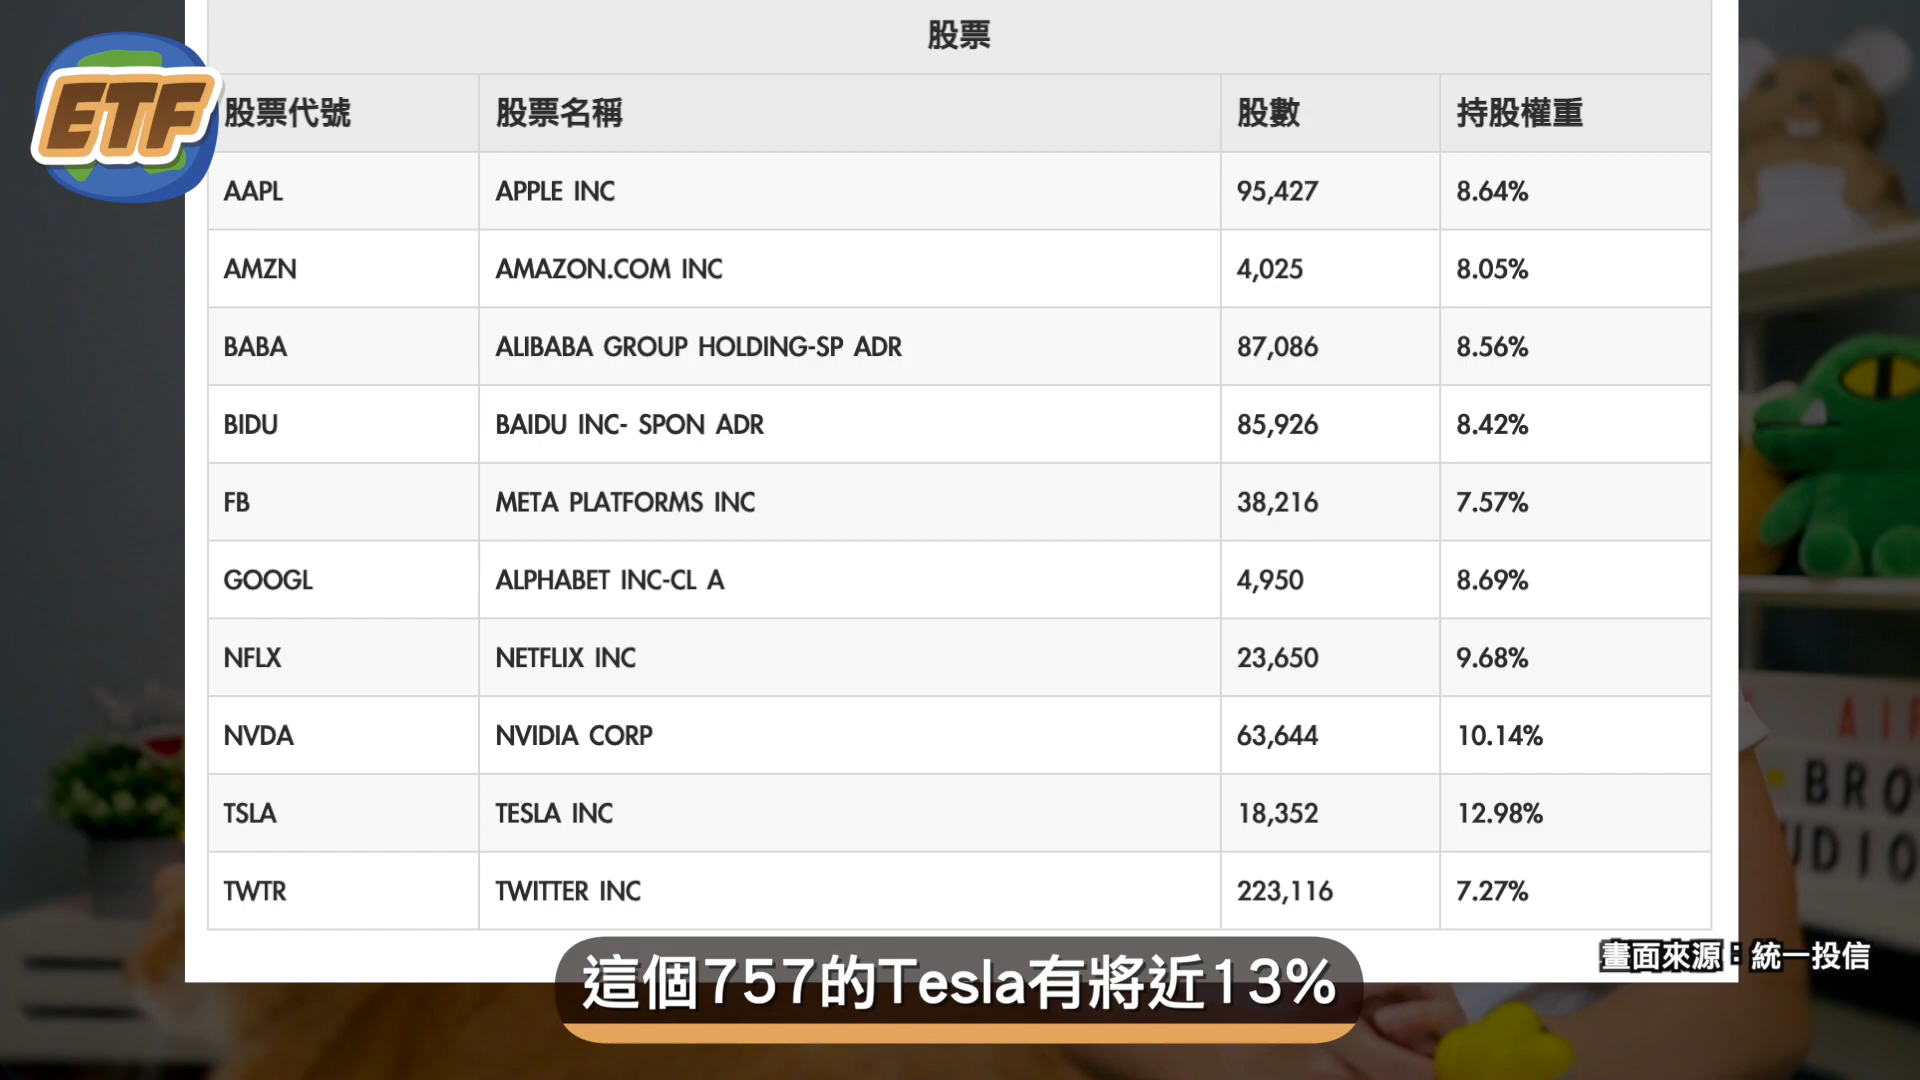 ETF
股票
股票代號 股票名稱 股數 持股權重
AAPL APPLE INC 95,427 8.64%
AMZN AMAZON.COM INC 4,025 8.05%
BABA ALIBABA GROUP HOLDING-SP ADR 87,086 8.56%
BIDU BAIDU INC- SPON ADR 85,926 8.42%
FB META PLATFORMS INC 38,216 7.57%
GOOGL ALPHABET INC-CL A 4,950 8.69%
NFLX NETFLIX INC 23,650 9.68%
NVDA NVIDIA CORP 63,644 10.14%
TSLA TESLA INC 18,352 12.98%
TWTR TWITTER INC 223,116 7.27%
畫面來源：統一投信
這個757的Tesla有將近13%